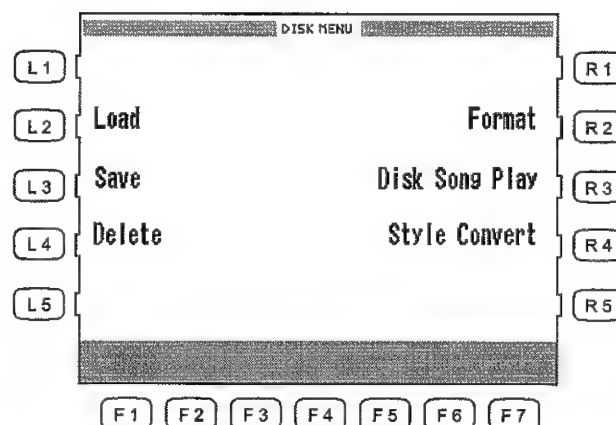 DISK MENU
L1 R1
L2 Load Format R2
L3 Save Disk Song Play R3
L4 Delete Style Convert R4
L5 R5
F1 F2 F3 F4 F5 F6 F7